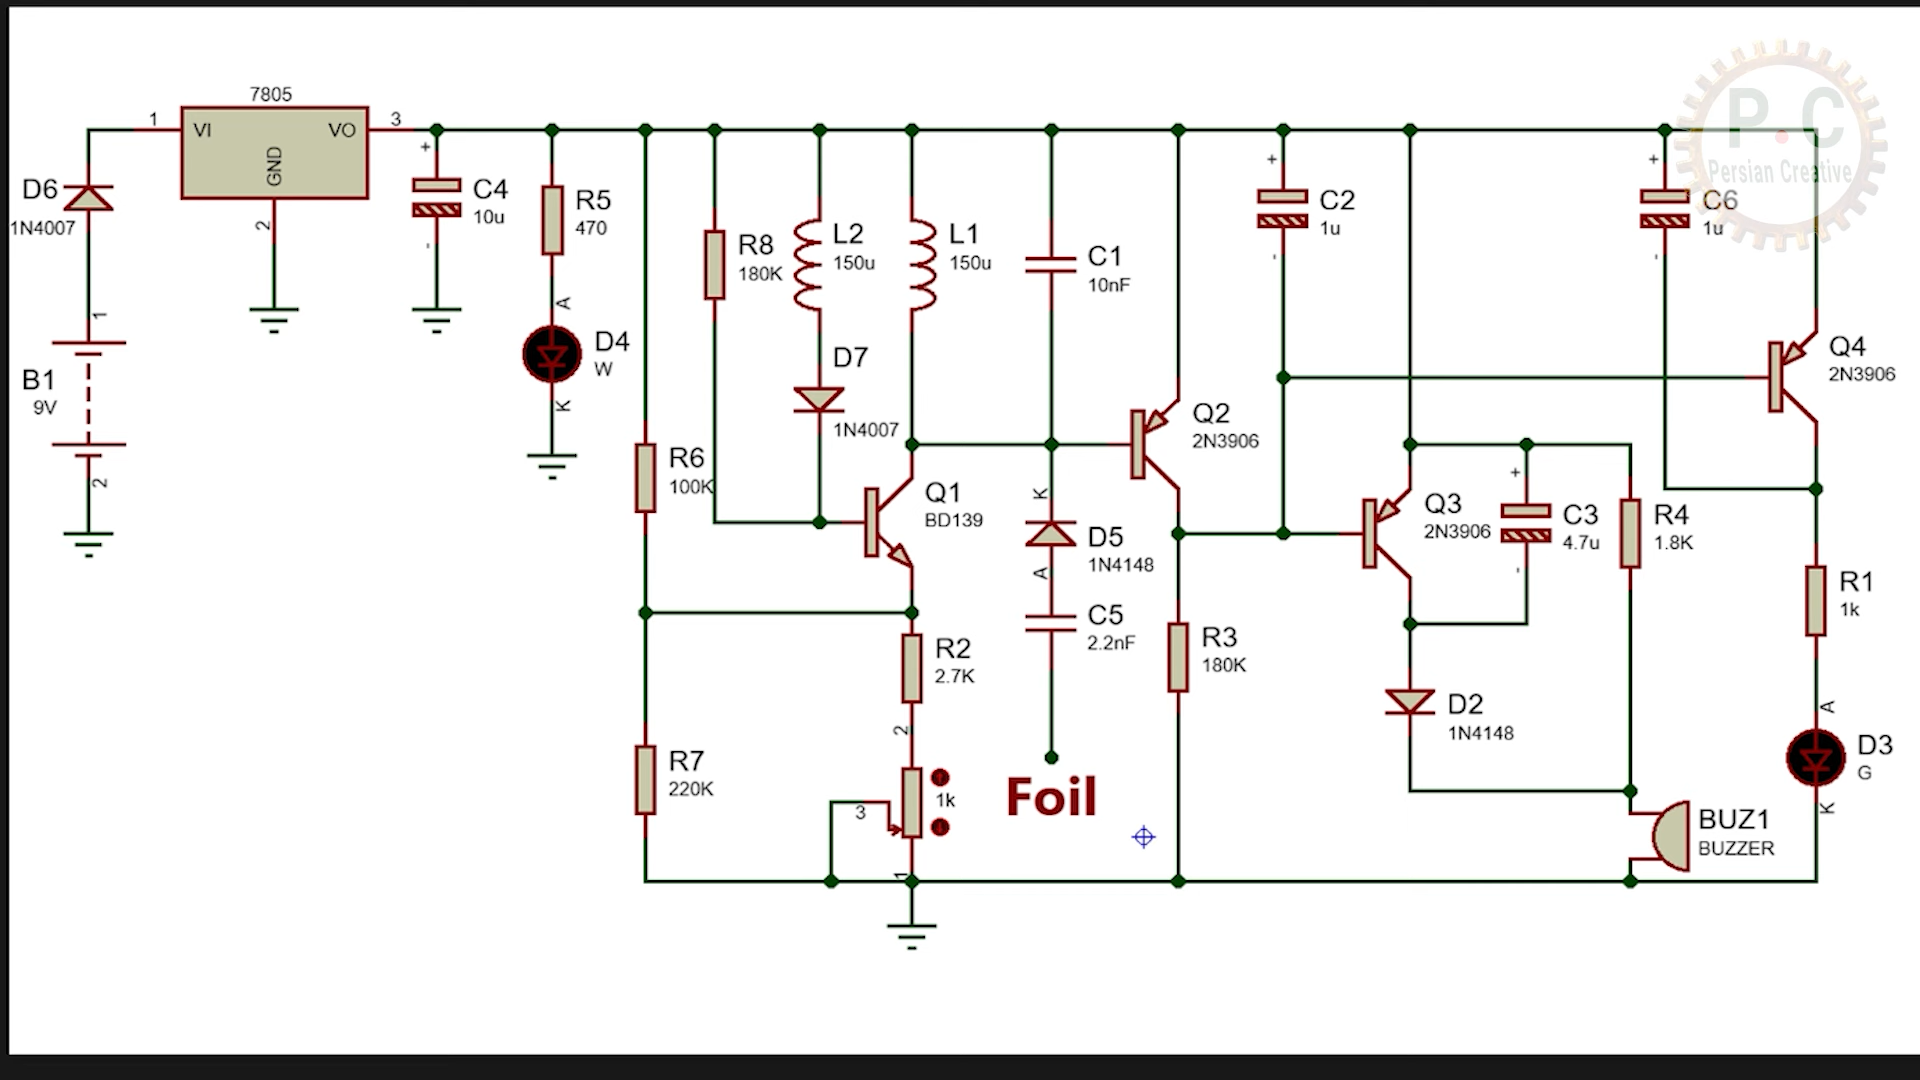 7805
1
VI
VO
3
GND
2
D6
1N4007
1
B1
9V
2
+
C4
10u
-
R5
470
A
D4
W
K
R6
100K
R8
180K
L2
150u
D7
1N4007
L1
150u
C1
10nF
Q1
BD139
K
D5
1N4148
A
C5
2.2nF
Foil
R2
2.7K
2
1k
3
1
R7
220K
Q2
2N3906
R3
180K
+
C2
1u
-
Q3
2N3906
+
C3
4.7u
-
R4
1.8K
D2
1N4148
BUZ1
BUZZER
+
C6
1u
-
Q4
2N3906
R1
1k
A
D3
G
K
P.C
Persian Creative